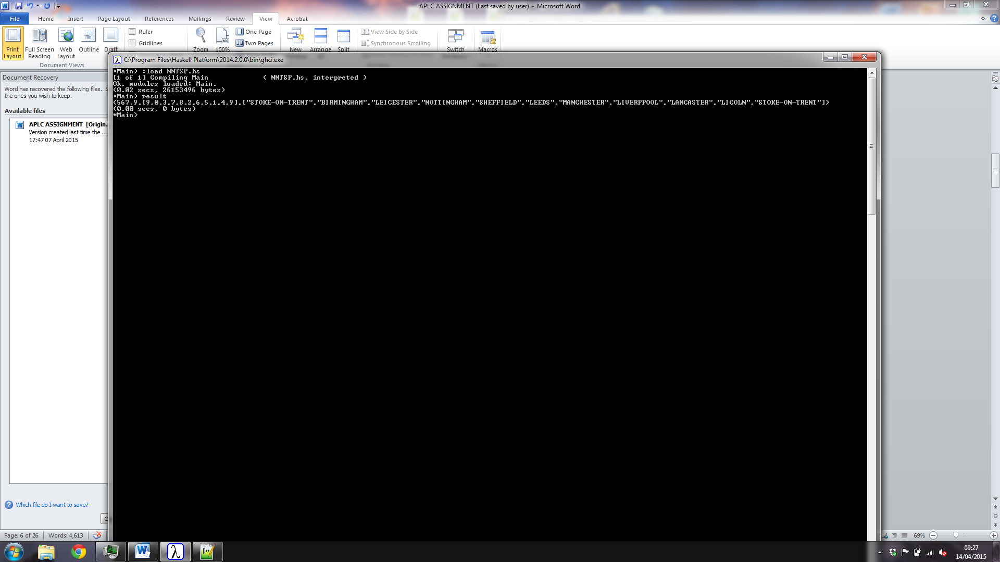 APLC ASSIGNMENT (Last saved by user) - Microsoft Word
File Home Insert Page Layout References Mailings Review View Acrobat
Ruler One Page View Side by Side
Gridlines Two Pages Synchronous Scrolling
Print Layout Full Screen Reading Web Layout Outline Draft Zoom 100% New Arrange Split Switch Macros
Document Views
C:\Program Files\Haskell Platform\2014.2.0.0\bin\ghci.exe
*Main> :load NNTSP.hs
[1 of 1] Compiling Main ( NNTSP.hs, interpreted )
Ok, modules loaded: Main.
(0.02 secs, 26153496 bytes)
*Main> result
(567.9,[9,0,3,7,8,2,6,5,1,4,9],["STOKE-ON-TRENT","BIRMINGHAM","LEICESTER","NOTTINGHAM","SHEFFIELD","LEEDS","MANCHESTER","LIVERPPOOL","LANCASTER","LICOLN","STOKE-ON-TRENT"])
(0.00 secs, 0 bytes)
*Main>
Document Recovery
Word has recovered the following files. S
the ones you wish to keep.
Available files
APLC ASSIGNMENT [Origin...
Version created last time the ...
17:47 07 April 2015
Which file do I want to save?
Page: 6 of 26 Words: 4,613 69%
09:27
14/04/2015